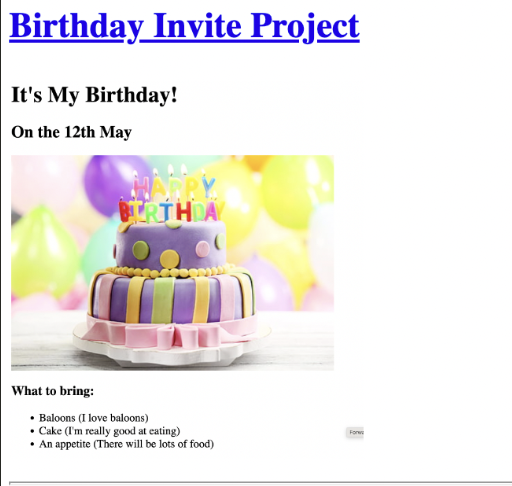 Birthday Invite Project
It's My Birthday!
On the 12th May
HAPPY
BIRTHDAY
What to bring:
Baloons (I love baloons)
Cake (I'm really good at eating)
An appetite (There will be lots of food)